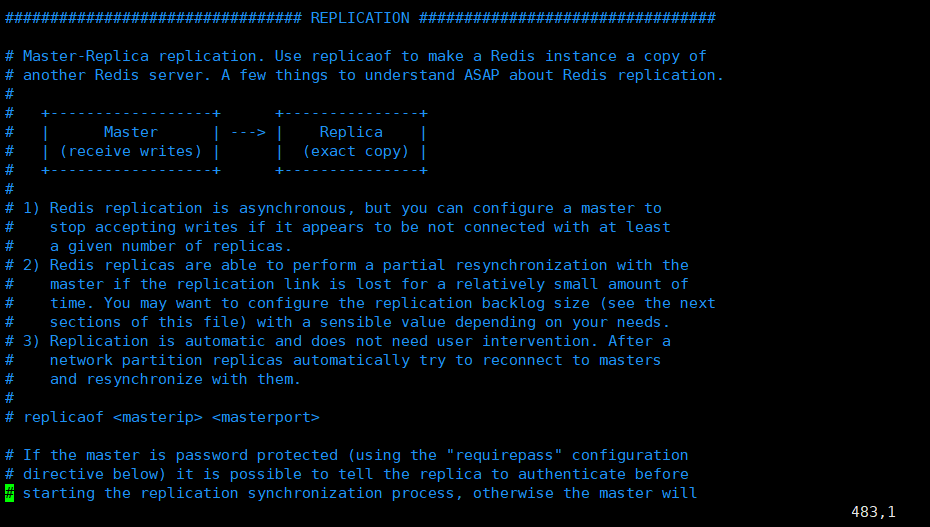 ################################# REPLICATION #################################
# Master-Replica replication. Use replicaof to make a Redis instance a copy of
# another Redis server. A few things to understand ASAP about Redis replication.
#
#   +------------------+      +---------------+
#   |      Master      | ---> |    Replica    |
#   | (receive writes) |      |  (exact copy) |
#   +------------------+      +---------------+
#
# 1) Redis replication is asynchronous, but you can configure a master to
#    stop accepting writes if it appears to be not connected with at least
#    a given number of replicas.
# 2) Redis replicas are able to perform a partial resynchronization with the
#    master if the replication link is lost for a relatively small amount of
#    time. You may want to configure the replication backlog size (see the next
#    sections of this file) with a sensible value depending on your needs.
# 3) Replication is automatic and does not need user intervention. After a
#    network partition replicas automatically try to reconnect to masters
#    and resynchronize with them.
#
# replicaof <masterip> <masterport>
# If the master is password protected (using the "requirepass" configuration
# directive below) it is possible to tell the replica to authenticate before
# starting the replication synchronization process, otherwise the master will
483,1